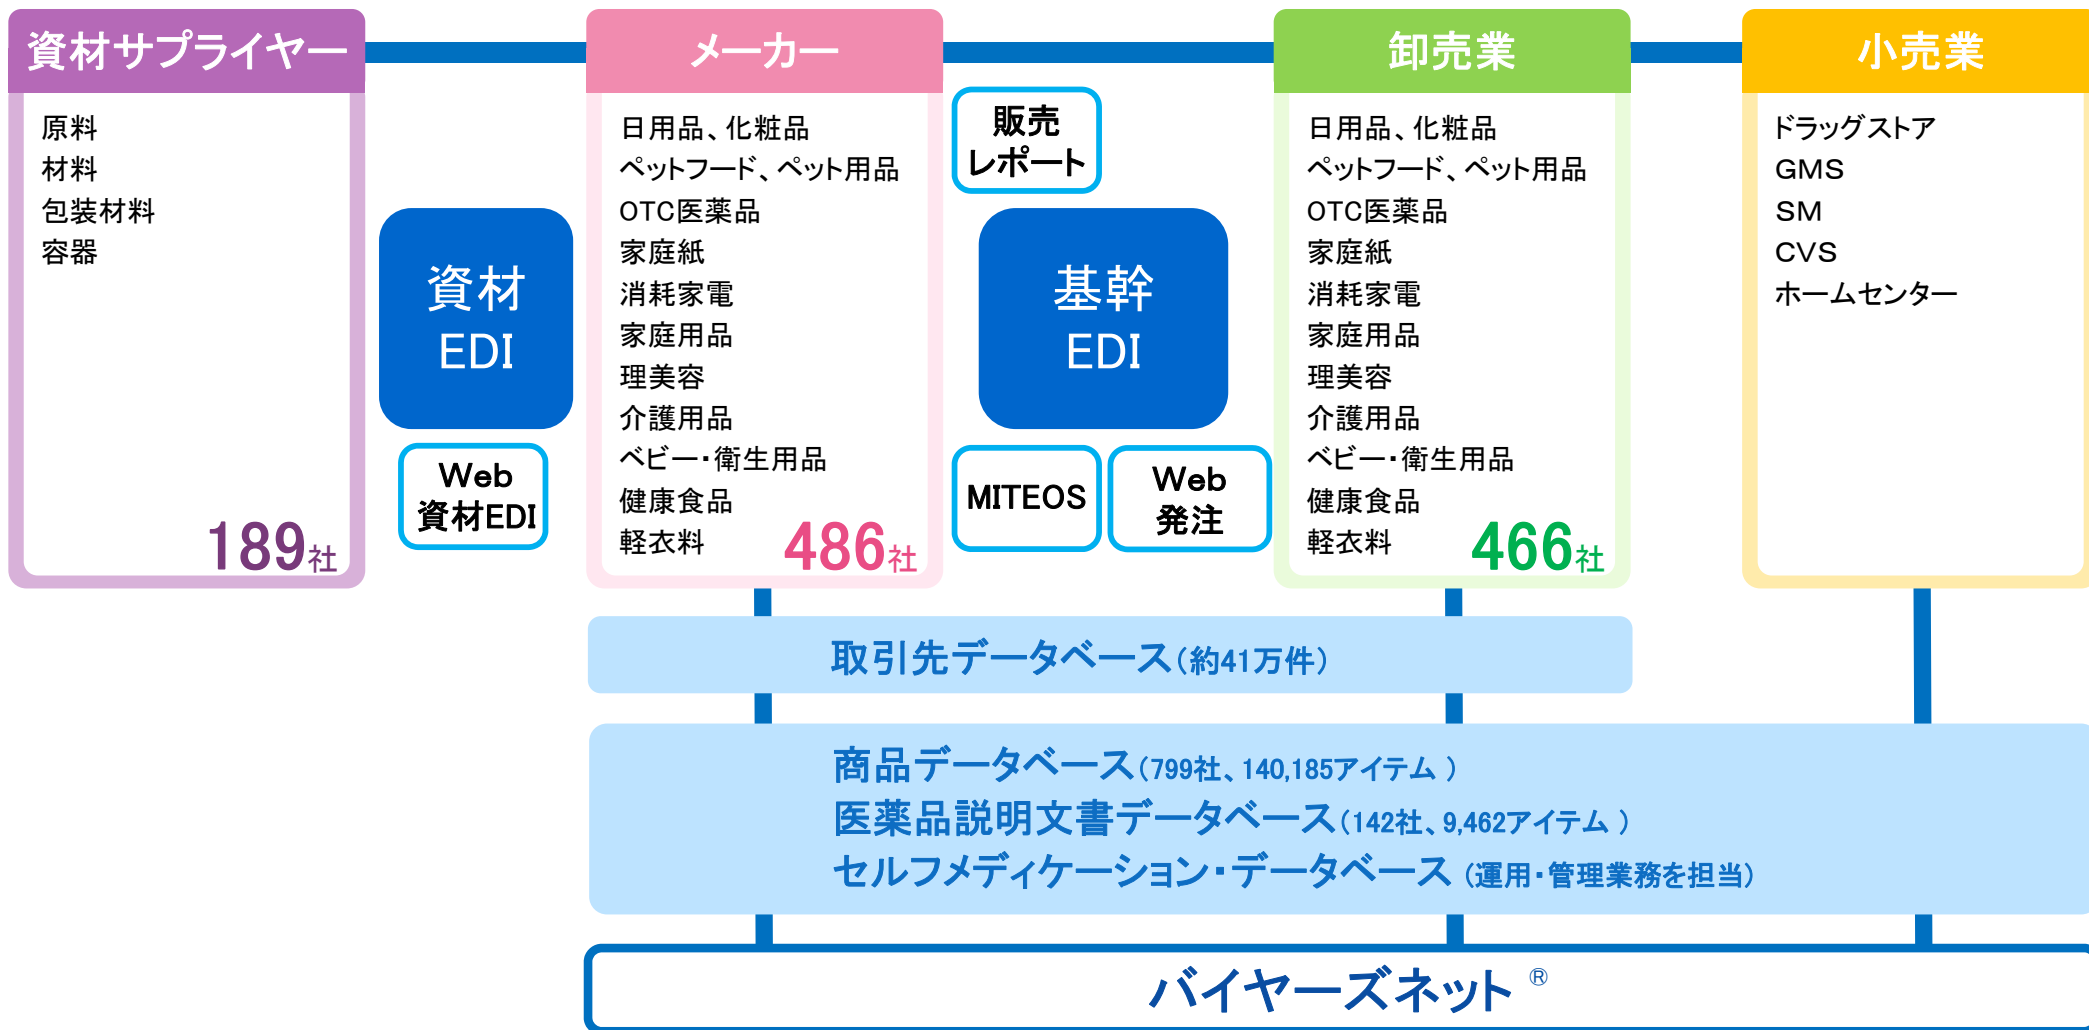 資材サプライヤー
原料
材料
包装材料
容器
189社
資材
EDI
Web
資材EDI
メーカー
日用品、化粧品
ペットフード、ペット用品
OTC医薬品
家庭紙
消耗家電
家庭用品
理美容
介護用品
ベビー・衛生用品
健康食品
軽衣料
486社
販売
レポート
基幹
EDI
MITEOS
Web
発注
卸売業
日用品、化粧品
ペットフード、ペット用品
OTC医薬品
家庭紙
消耗家電
家庭用品
理美容
介護用品
ベビー・衛生用品
健康食品
軽衣料
466社
小売業
ドラッグストア
GMS
SM
CVS
ホームセンター
取引先データベース(約41万件)
商品データベース(799社、140,185アイテム )
医薬品説明文書データベース(142社、9,462アイテム )
セルフメディケーション・データベース (運用・管理業務を担当)
バイヤーズネット ®